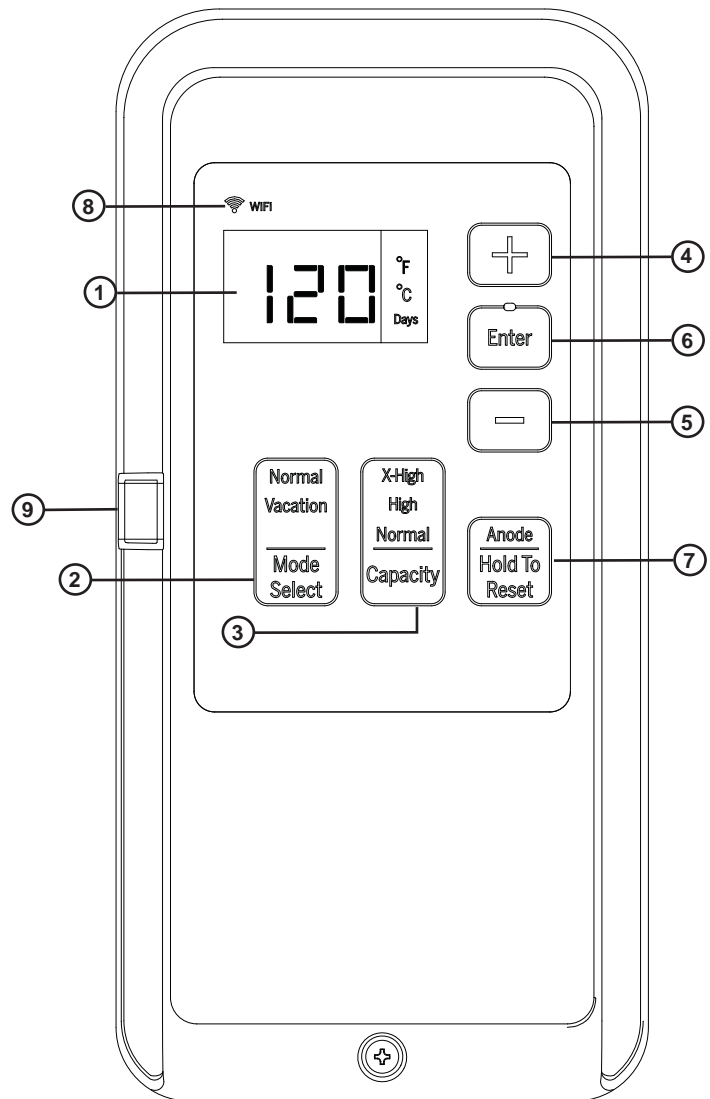 8
WIFI
4
120
°F
°C
Days
1
Enter
6
5
Normal
Vacation
Mode
Select
X-High
High
Normal
Capacity
Anode
Hold To
Reset
9
2
3
7